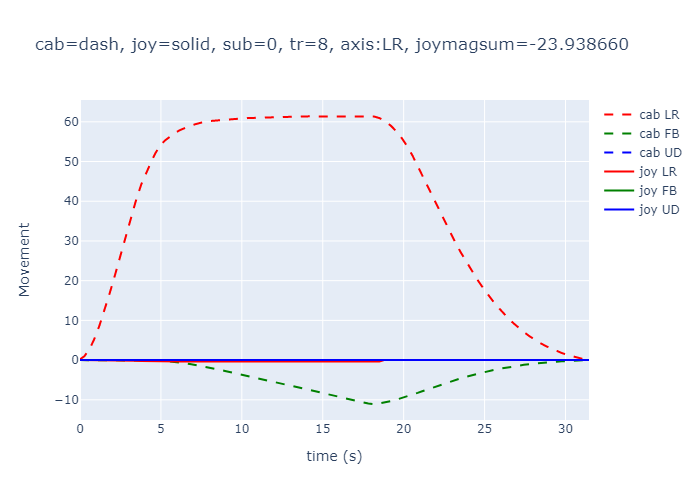 cab=dash, joy=solid, sub=0, tr=8, axis:LR, joymagsum=-23.938660
cab LR
cab FB
cab UD
joy LR
joy FB
joy UD
Movement
60
50
40
30
20
10
0
−10
0 5 10 15 20 25 30
time (s)